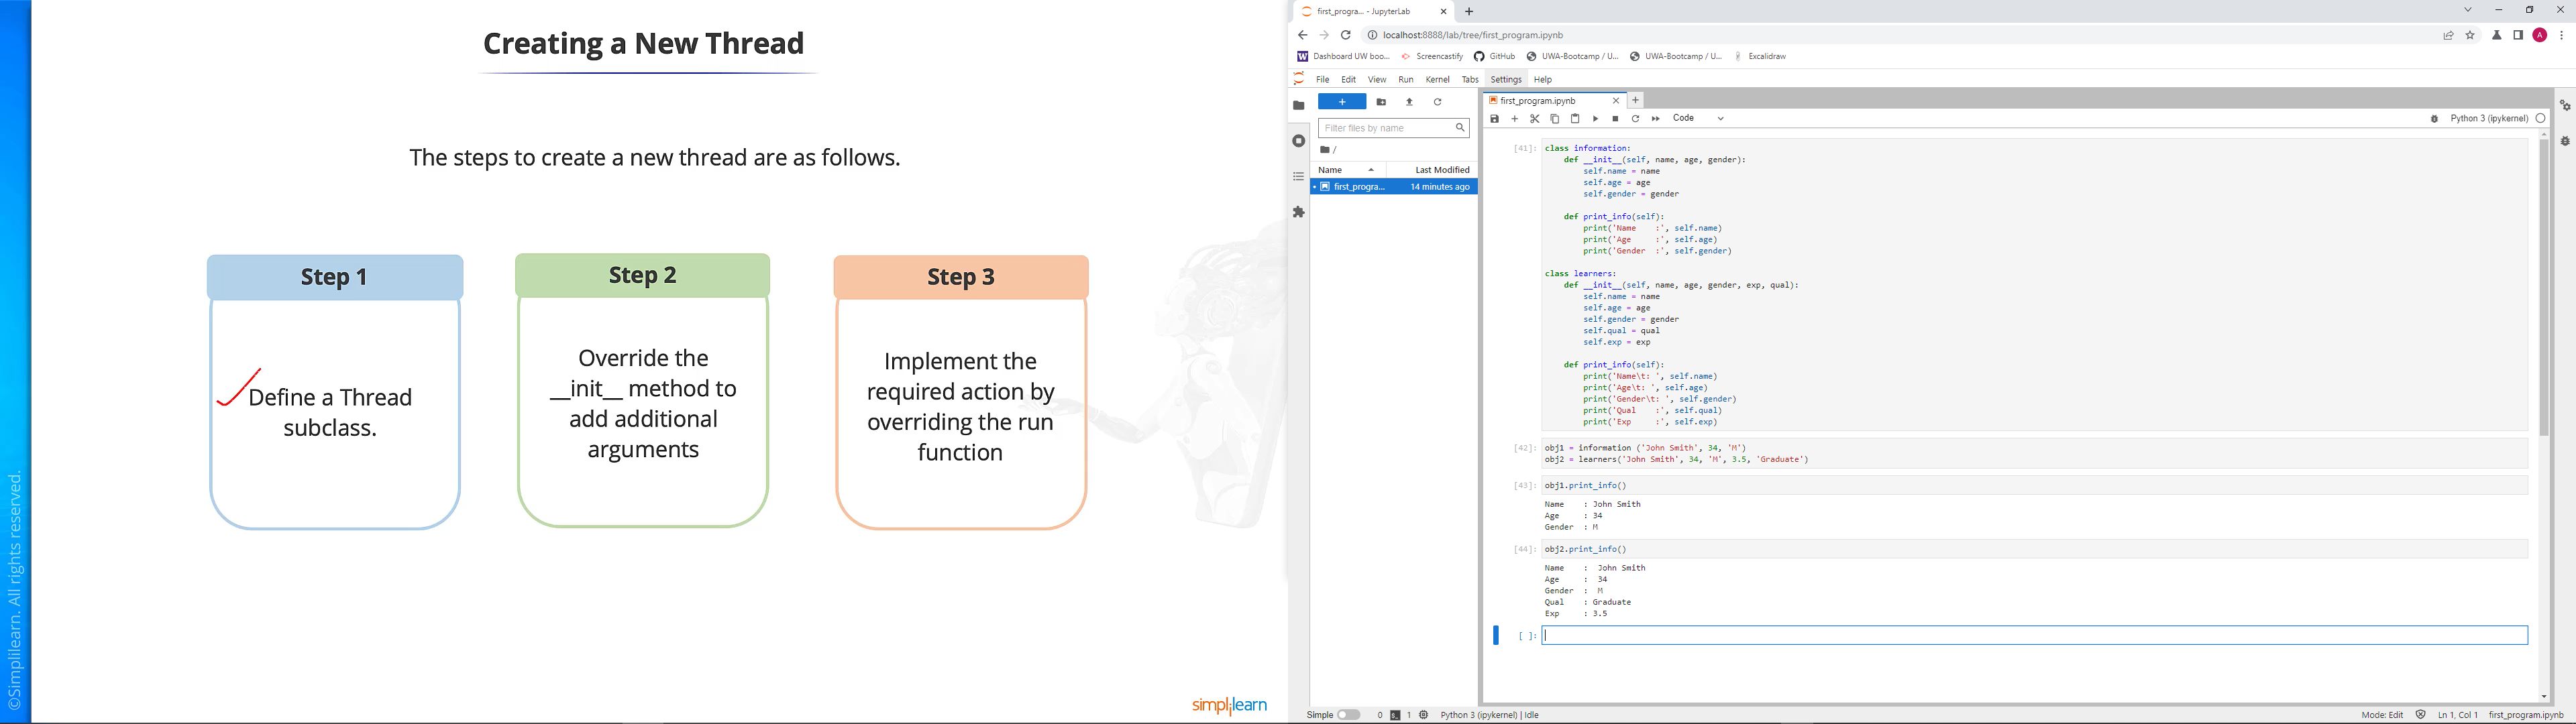 Creating a New Thread
The steps to create a new thread are as follows.
Step 1
Define a Thread
subclass.
Step 2
Override the
__init__ method to
add additional
arguments
Step 3
Implement the
required action by
overriding the run
function
©Simplilearn. All rights reserved.
simplilearn
first_progra... - JupyterLab
localhost:8888/lab/tree/first_program.ipynb
A
W Dashboard UW boo... Screencastify GitHub UWA-Bootcamp / U... UWA-Bootcamp / U... Excalidraw
File Edit View Run Kernel Tabs Settings Help
Filter files by name
/
Name Last Modified
first_progra... 14 minutes ago
first_program.ipynb
Code
Python 3 (ipykernel)
[41]: class information:
def __init__(self, name, age, gender):
self.name = name
self.age = age
self.gender = gender
def print_info(self):
print('Name    :', self.name)
print('Age     :', self.age)
print('Gender  :', self.gender)
class learners:
def __init__(self, name, age, gender, exp, qual):
self.name = name
self.age = age
self.gender = gender
self.qual = qual
self.exp = exp
def print_info(self):
print('Name\t: ', self.name)
print('Age\t: ', self.age)
print('Gender\t: ', self.gender)
print('Qual    :', self.qual)
print('Exp     :', self.exp)
[42]: obj1 = information ('John Smith', 34, 'M')
obj2 = learners('John Smith', 34, 'M', 3.5, 'Graduate')
[43]: obj1.print_info()
Name    : John Smith
Age     : 34
Gender  : M
[44]: obj2.print_info()
Name    :  John Smith
Age     :  34
Gender  :  M
Qual    : Graduate
Exp     : 3.5
[ ]:
Simple 0 1 Python 3 (ipykernel) | Idle
Mode: Edit Ln 1, Col 1 first_program.ipynb